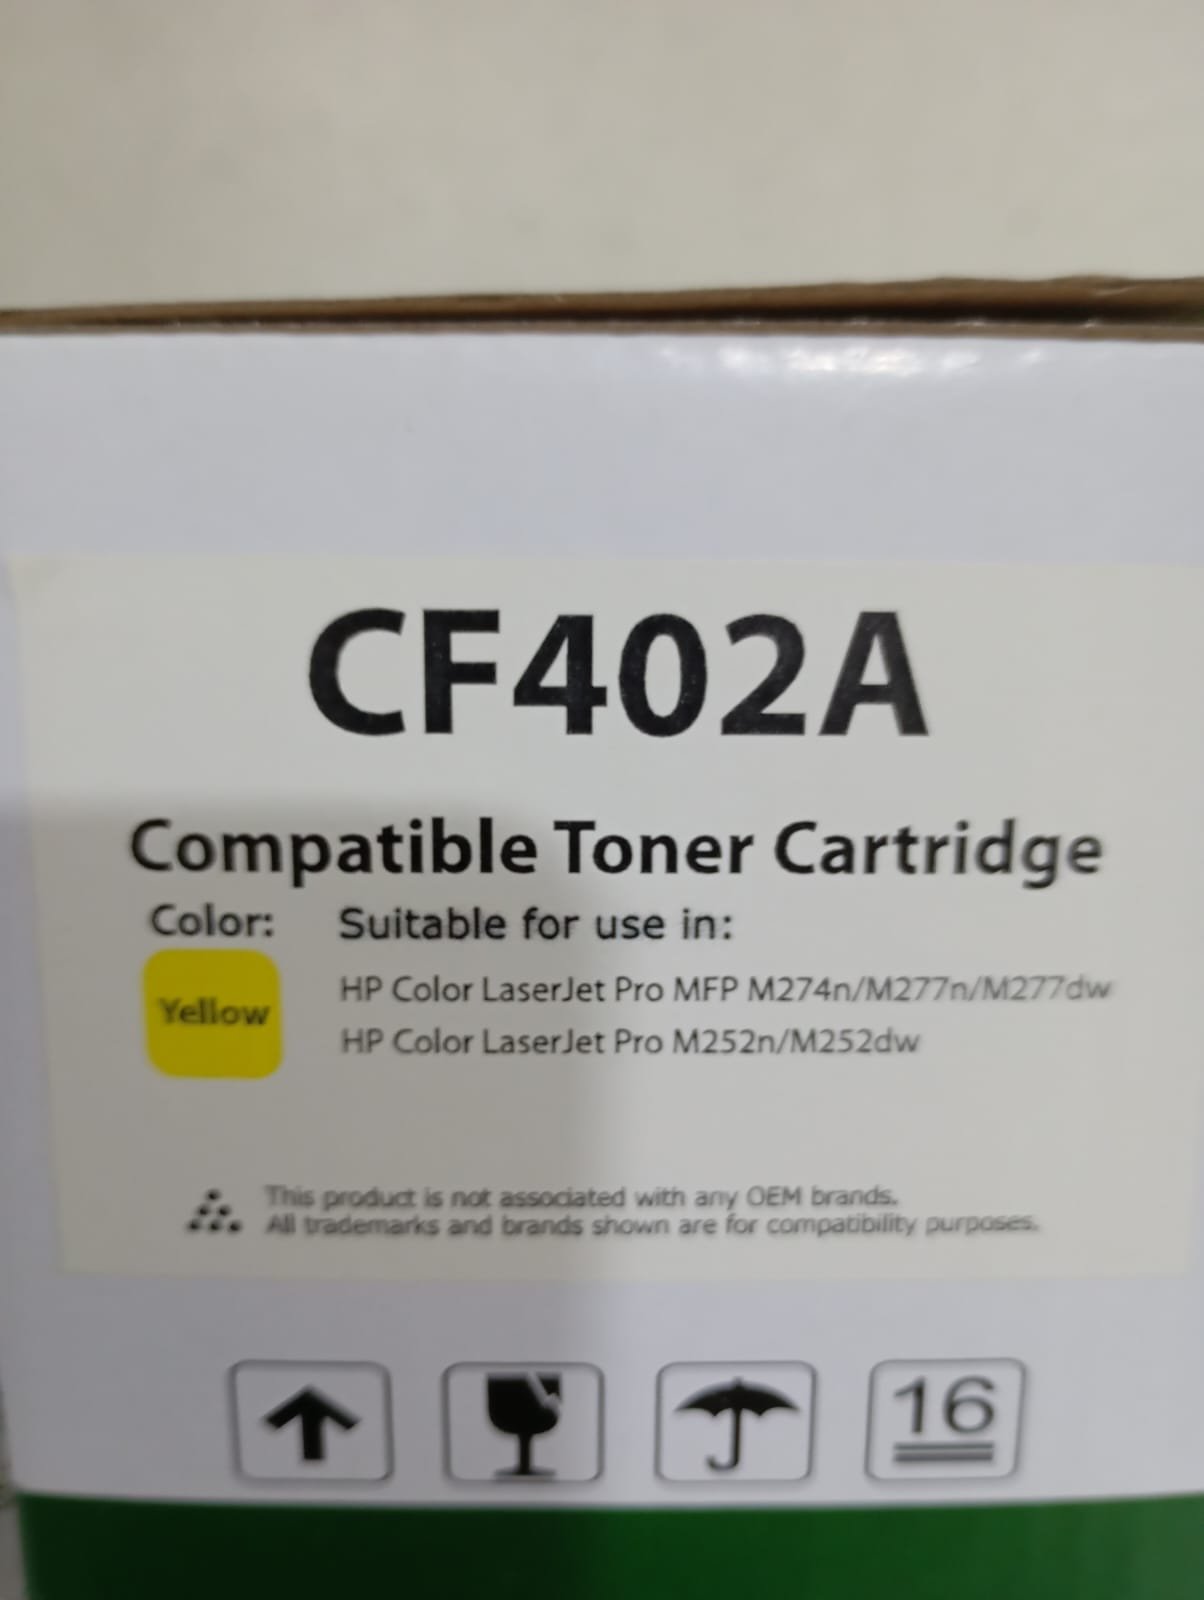 CF402A
Compatible Toner Cartridge
Color:
Suitable for use in:
Yellow
HP Color LaserJet Pro MFP M274n/M277n/M277dw
HP Color LaserJet Pro M252n/M252dw
This product is not associated with any OEM brands.
All trademarks and brands shown are for compatibility purposes.
16